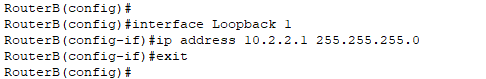 RouterB(config)#
RouterB(config)#interface Loopback 1
RouterB(config-if)#ip address 10.2.2.1 255.255.255.0
RouterB(config-if)#exit
RouterB(config)#